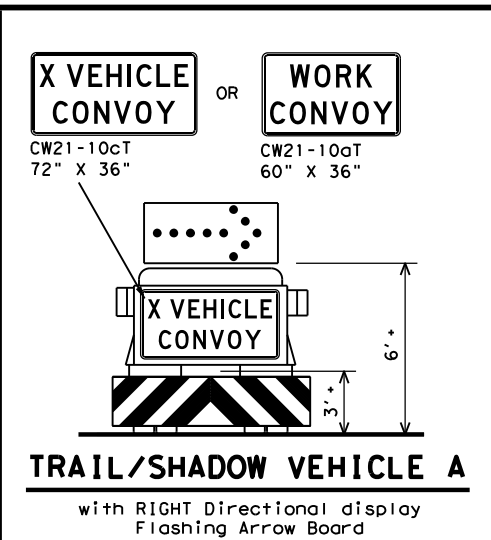 X VEHICLE
CONVOY
OR
WORK
CONVOY
CW21-10cT
72" X 36"
CW21-10aT
60" X 36"
X VEHICLE
CONVOY
6'+
3'+
TRAIL/SHADOW VEHICLE A
with RIGHT Directional display
Flashing Arrow Board